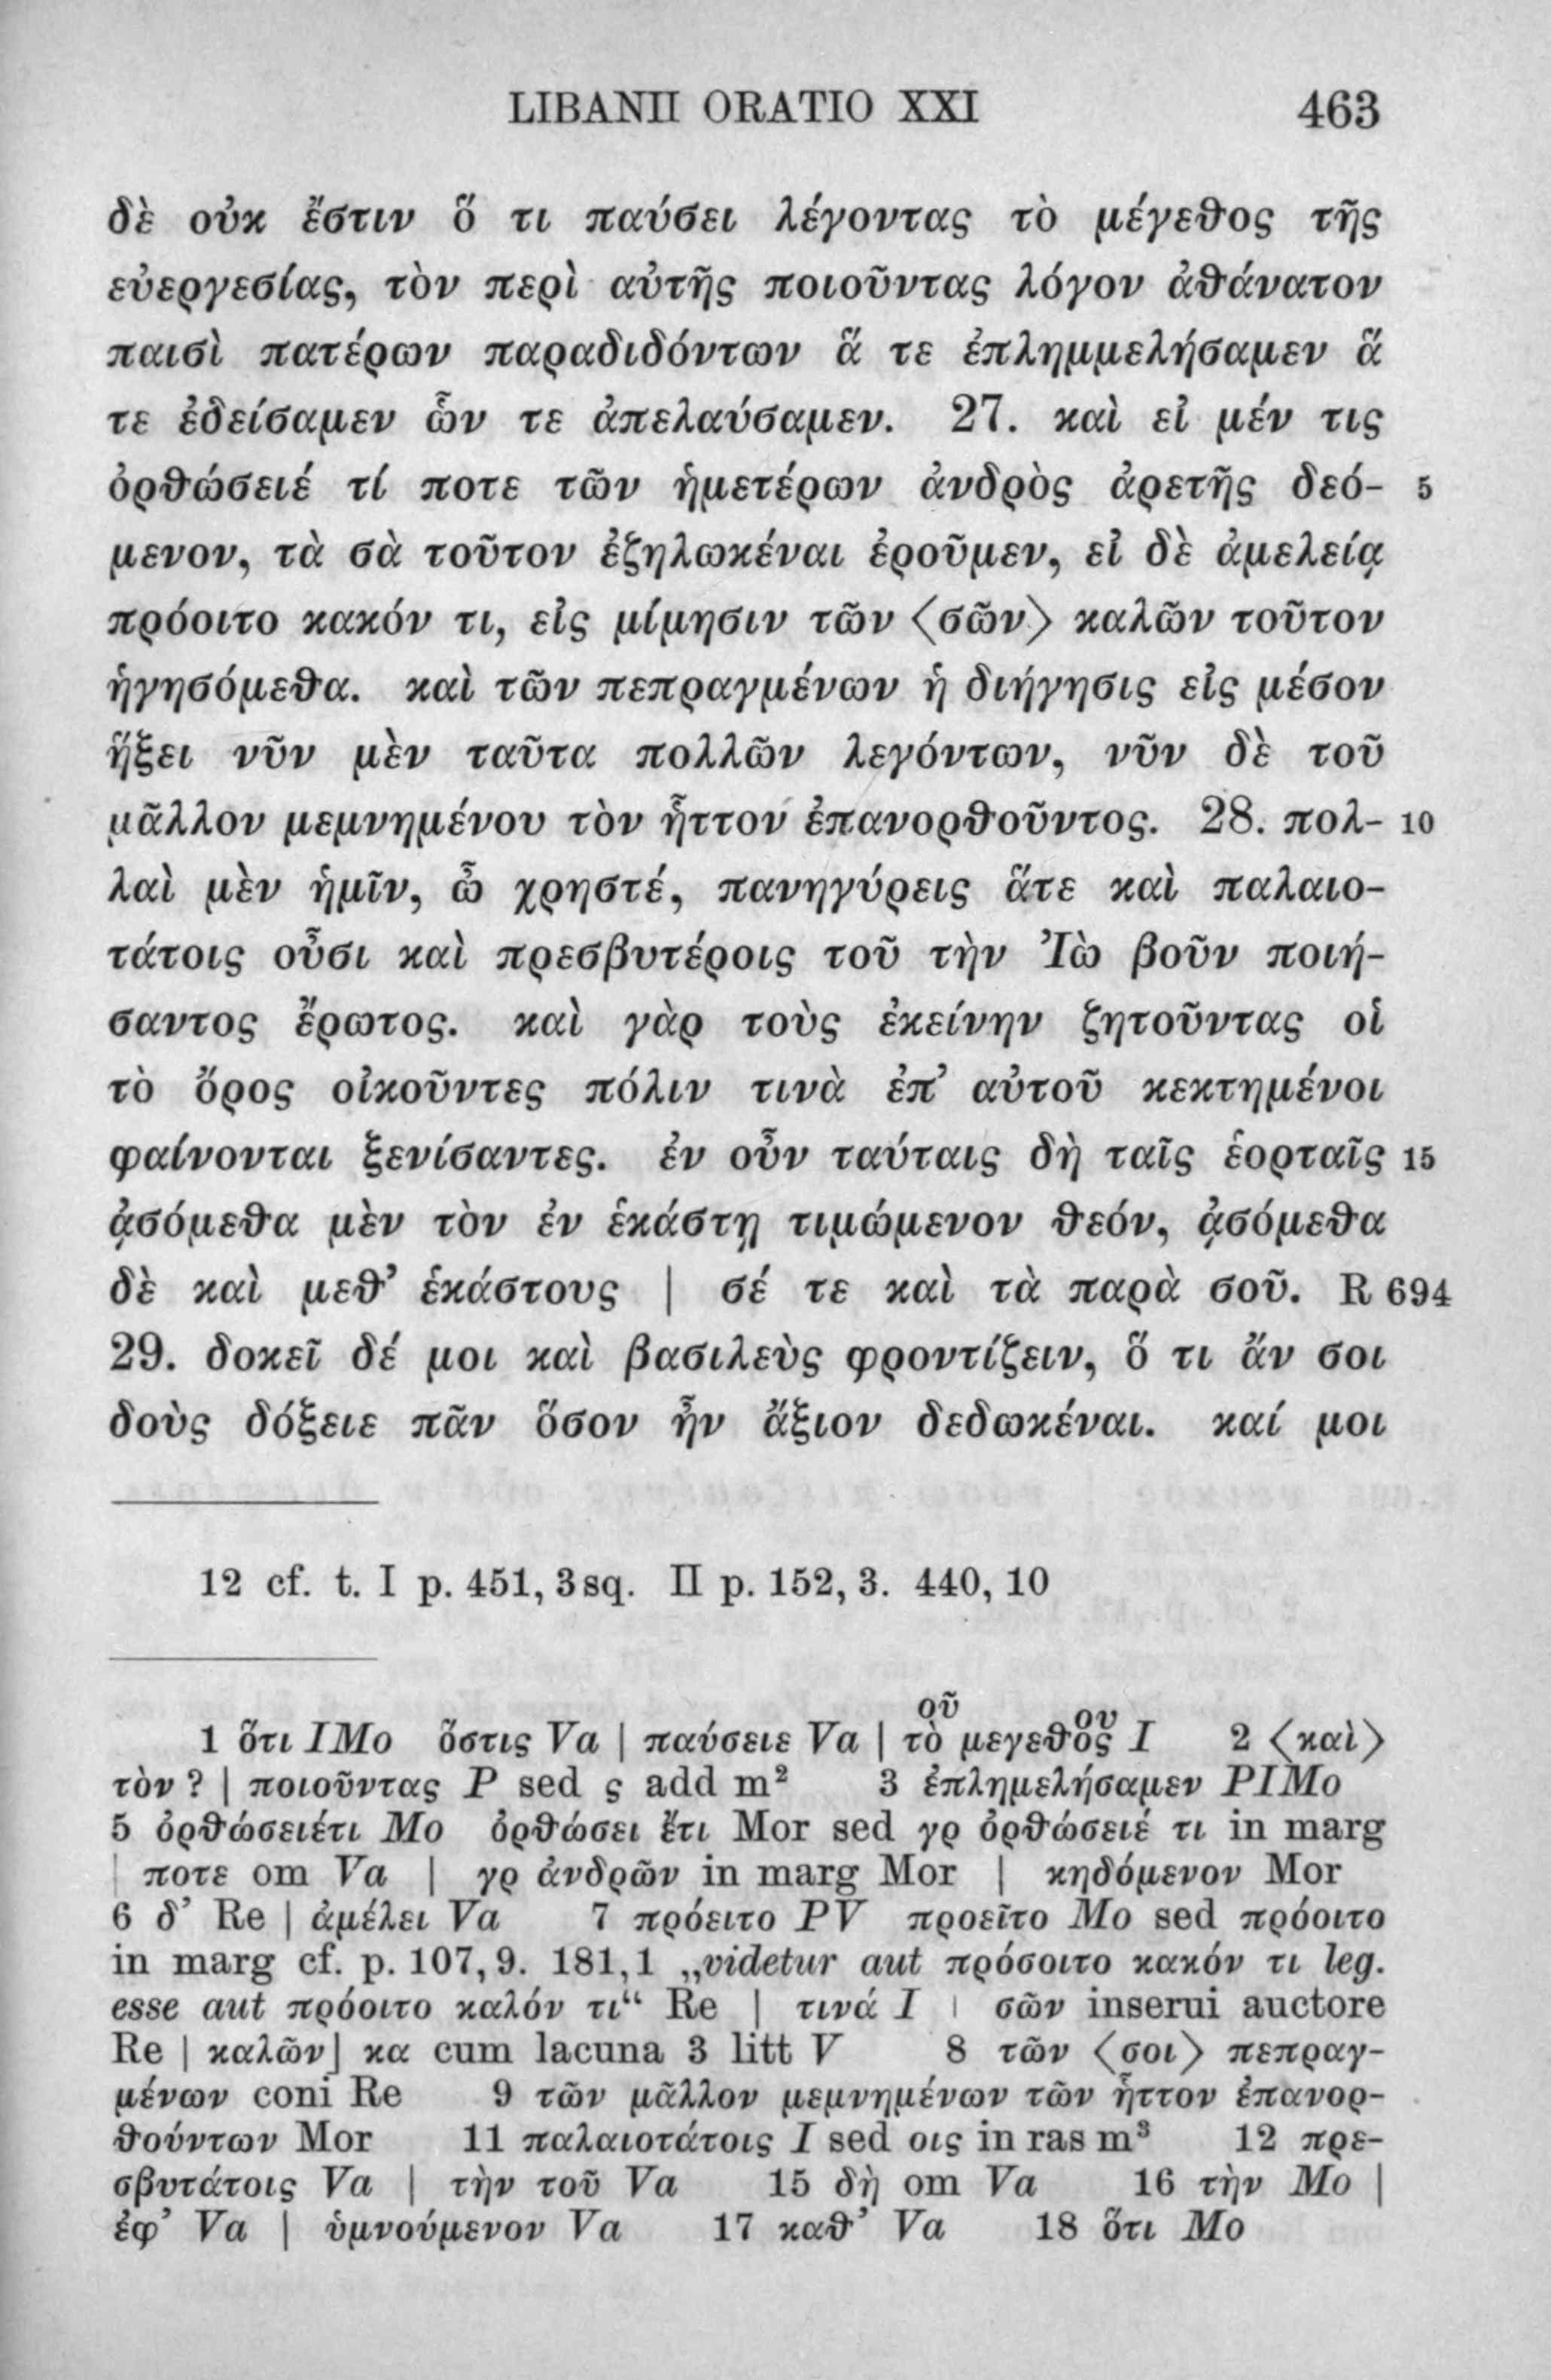 LIBANII ORATIO XXI 463
δὲ οὐκ ἔστιν ὅ τι παύσει λέγοντας τὸ μέγεθος τῆς
εὐεργεσίας, τὸν περὶ αὐτῆς ποιοῦντας λόγον ἀθάνατον
παισὶ πατέρων παραδιδόντων ἅ τε ἐπλημμελήσαμεν ἅ
τε ἐδείσαμεν ὧν τε ἀπελαύσαμεν. 27. καὶ εἰ μέν τις
ὀρθώσειέ τί ποτε τῶν ἡμετέρων ἀνδρὸς ἀρετῆς δεό- 5
μενον, τὰ σὰ τοῦτον ἐζηλωκέναι ἐροῦμεν, εἰ δὲ ἀμελείᾳ
πρόοιτο κακόν τι, εἰς μίμησιν τῶν ⟨σῶν⟩ καλῶν τοῦτον
ἡγησόμεθα. καὶ τῶν πεπραγμένων ἡ διήγησις εἰς μέσον
ἥξει νῦν μὲν ταῦτα πολλῶν λεγόντων, νῦν δὲ τοῦ
μᾶλλον μεμνημένου τὸν ἧττον ἐπανορθοῦντος. 28. πολ- 10
λαὶ μὲν ἡμῖν, ὦ χρηστέ, πανηγύρεις ἅτε καὶ παλαιο-
τάτοις οὖσι καὶ πρεσβυτέροις τοῦ τὴν Ἰὼ βοῦν ποιή-
σαντος ἔρωτος. καὶ γὰρ τοὺς ἐκείνην ζητοῦντας οἱ
τὸ ὄρος οἰκοῦντες πόλιν τινὰ ἐπ’ αὐτοῦ κεκτημένοι
φαίνονται ξενίσαντες. ἐν οὖν ταύταις δὴ ταῖς ἑορταῖς 15
ᾀσόμεθα μὲν τὸν ἐν ἑκάστῃ τιμώμενον θεόν, ᾀσόμεθα
δὲ καὶ μεθ’ ἑκάστους | σέ τε καὶ τὰ παρὰ σοῦ. R 694
29. δοκεῖ δέ μοι καὶ βασιλεὺς φροντίζειν, ὅ τι ἄν σοι
δοὺς δόξειε πᾶν ὅσον ἦν ἄξιον δεδωκέναι. καί μοι
12 cf. t. I p. 451, 3 sq. II p. 152, 3. 440, 10
οῦ ου
1 ὅτι IMo ὅστις Va | παύσειε Va | τὸ μεγεθος I 2 ⟨καὶ⟩
τὸν ? | ποιοῦντας P sed ς add m² 3 ἐπλημελήσαμεν PIMo
5 ὀρθώσειέτι Mo ὀρθώσει ἔτι Mor sed γρ ὀρθώσειέ τι in marg
| ποτε om Va | γρ ἀνδρῶν in marg Mor | κηδόμενον Mor
6 δ’ Re | ἀμέλει Va 7 πρόειτο PV προεῖτο Mo sed πρόοιτο
in marg cf. p. 107, 9. 181, 1 „videtur aut πρόσοιτο κακόν τι leg.
esse aut πρόοιτο καλόν τι“ Re | τινά I | σῶν inserui auctore
Re | καλῶν] κα cum lacuna 3 litt V 8 τῶν ⟨σοι⟩ πεπραγ-
μένων coni Re 9 τῶν μᾶλλον μεμνημένων τῶν ἧττον ἐπανορ-
θούντων Mor 11 παλαιοτάτοις I sed οις in ras m³ 12 πρε-
σβυτάτοις Va | τὴν τοῦ Va 15 δὴ om Va 16 τὴν Mo |
ἐφ’ Va | ὑμνούμενον Va 17 καθ’ Va 18 ὅτι Mo